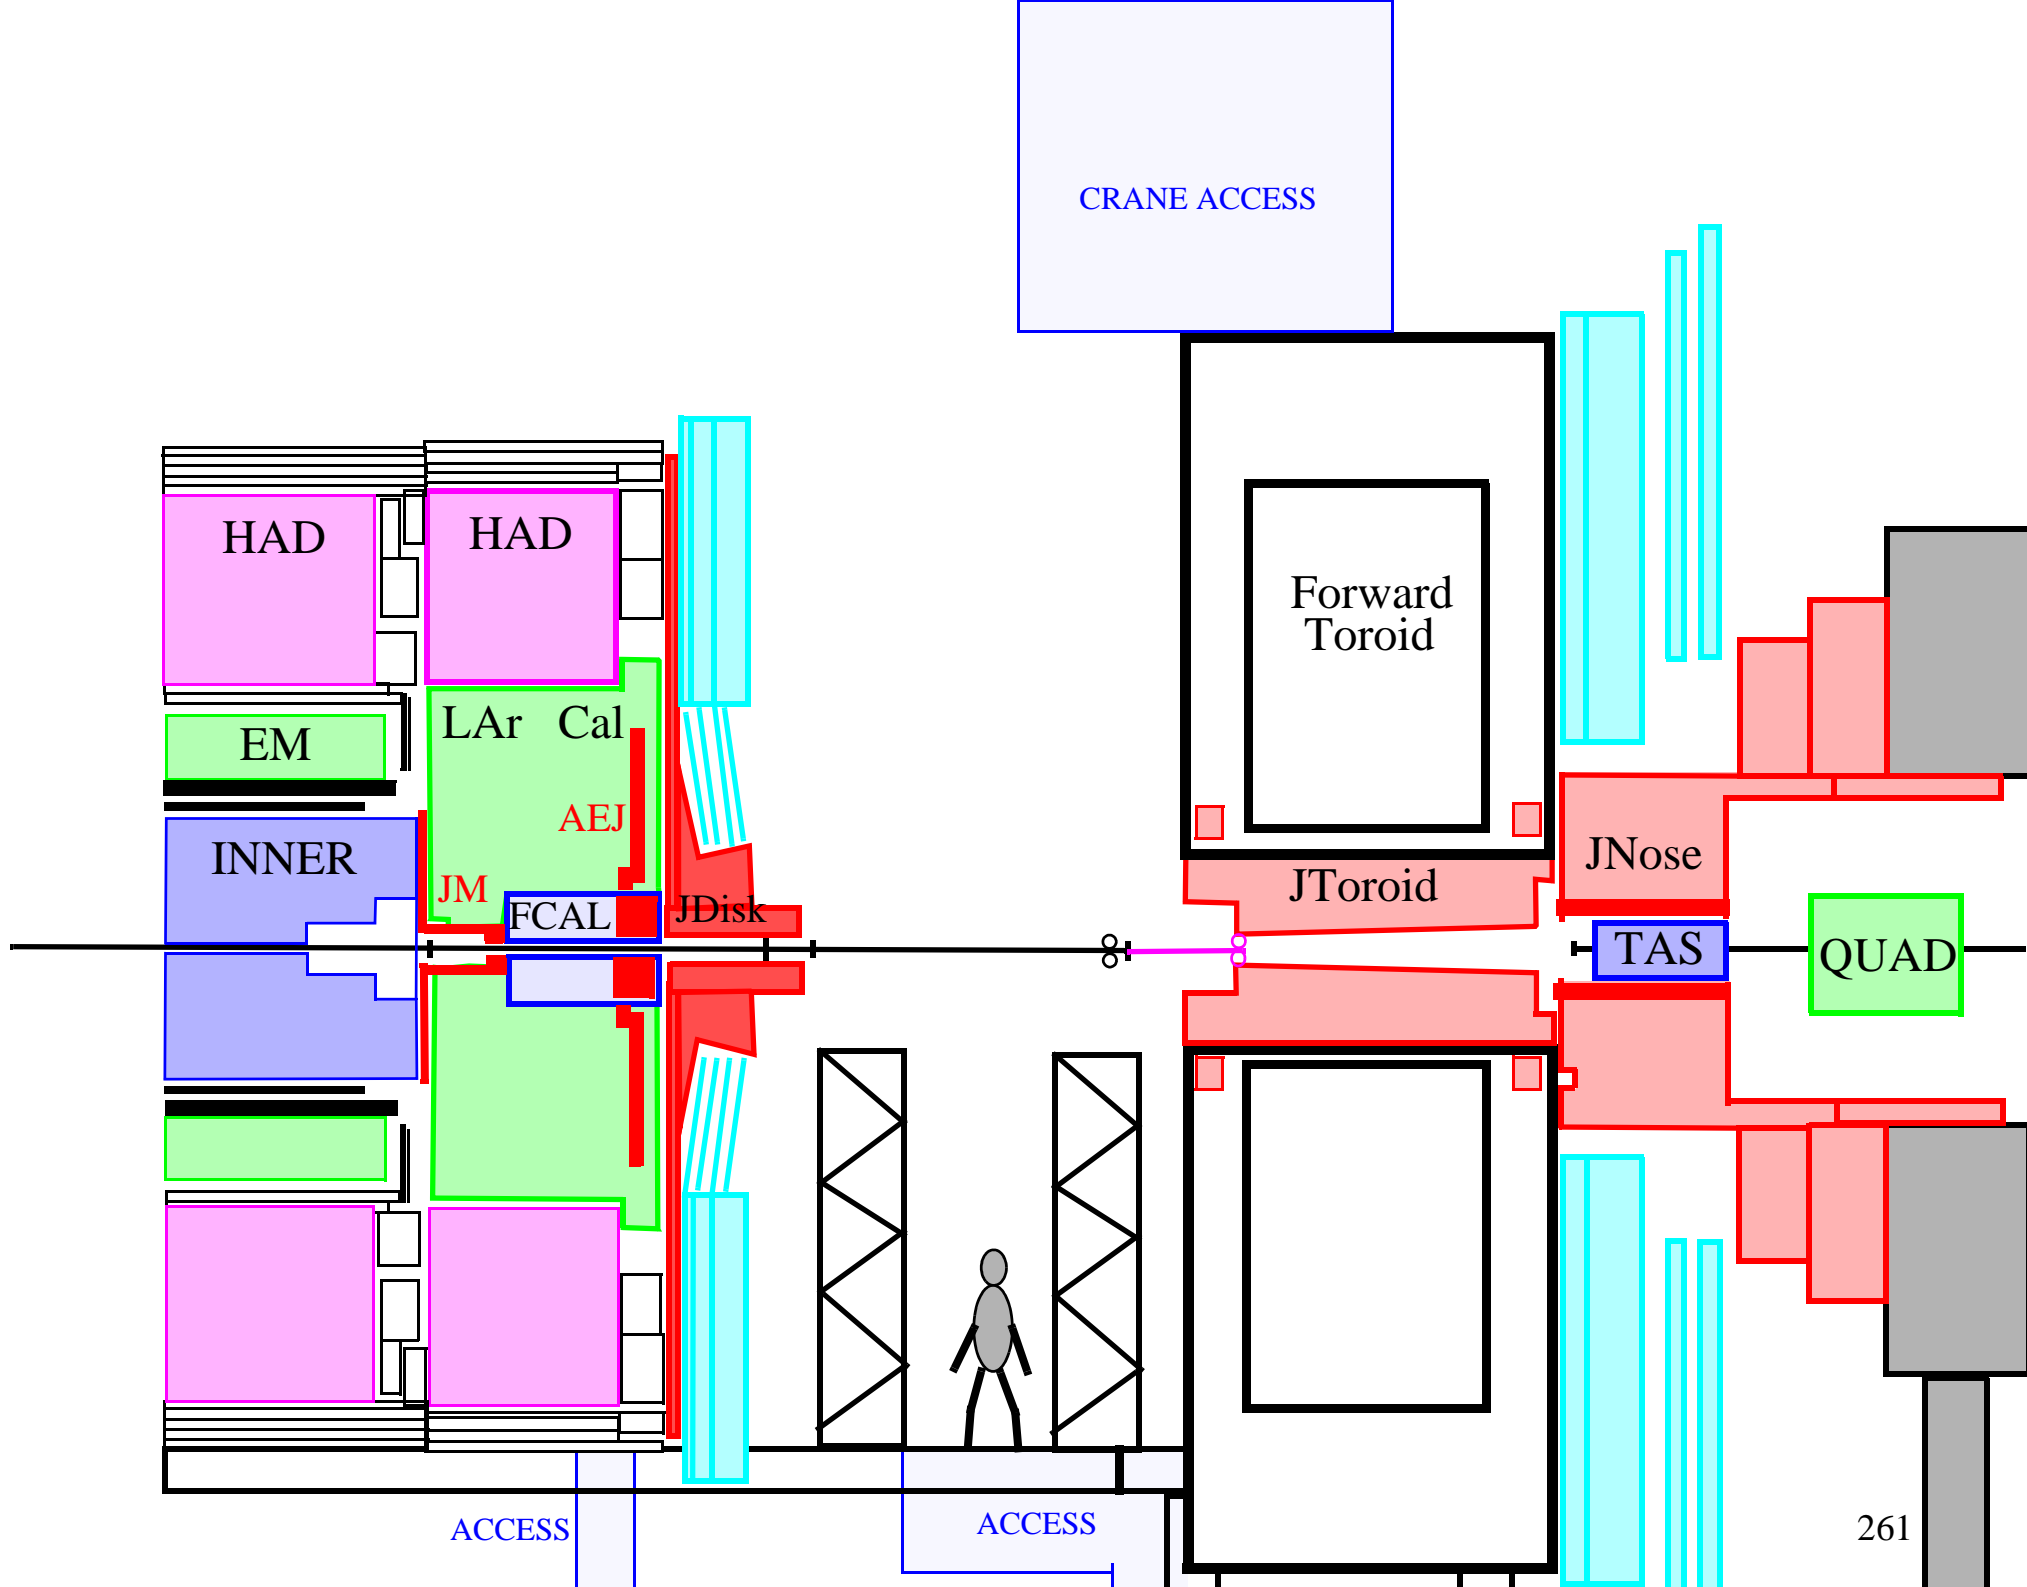 CRANE ACCESS
HAD
HAD
Forward
Toroid
LAr Cal
EM
AEJ
INNER
JM
JNose
JToroid
FCAL
JDisk
TAS
QUAD
ACCESS
ACCESS
261